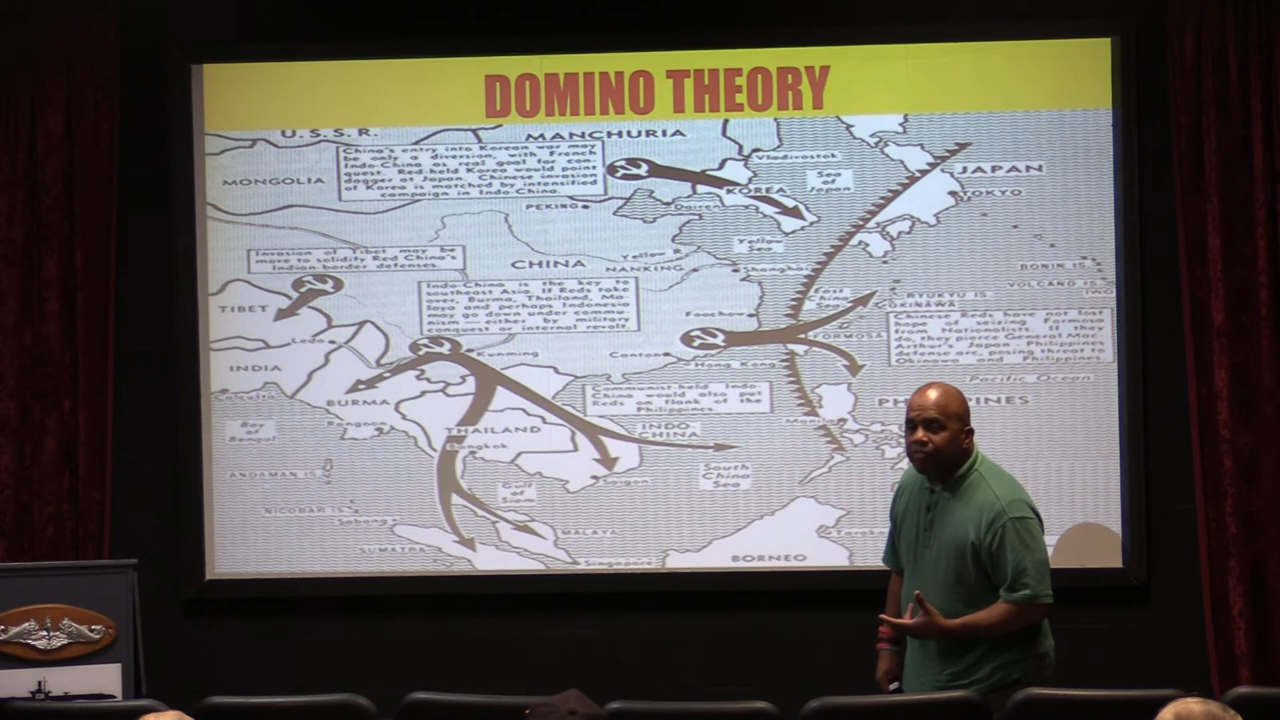 DOMINO THEORY
U.S.S.R.
MANCHURIA
China's entry into Korean war may
be only a diversion, with French
Indo-China as real goal for con-
quest. Red-held Korea would point
dagger at Japan. Chinese invasion
of Korea is matched by intensified
campaign in Indo-China.
Vladivostok
MONGOLIA
Sea
of
Japan
JAPAN
KOREA
TOKYO
PEKING
Dairen
Invasion of Tibet may be
move to solidify Red China's
Indian-border defenses.
Yellow
Sea
Yellow R.
CHINA
NANKING
Shanghai
BONIN IS.
VOLCANO IS.
IWO
TIBET
Indo-China is the key to
southeast Asia. If Reds take
over, Burma, Thailand, Ma-
laya and perhaps Indonesia
may go down under commu-
nism — either by military
conquest or internal revolt.
East
China
Sea
RYUKYU IS.
OKINAWA
Foochow
Chinese Reds have not lost
hope of seizing Formosa
from Nationalists. If they
do, they pierce General Mac-
Arthur's Japan-Philippines
defense arc, posing threat to
Okinawa and Philippines.
FORMOSA
Ledo
Kunming
Canton
Hong Kong
INDIA
Pacific Ocean
Calcutta
BURMA
Communist-held Indo-
China would also put
Reds on flank of the
Philippines.
PHILIPPINES
Rangoon
Bay
of
Bengal
THAILAND
Bangkok
INDO-
CHINA
ANDAMAN IS.
South
China
Sea
Saigon
Gulf
of
Siam
NICOBAR IS.
Sabang
MALAYA
SUMATRA
Singapore
BORNEO